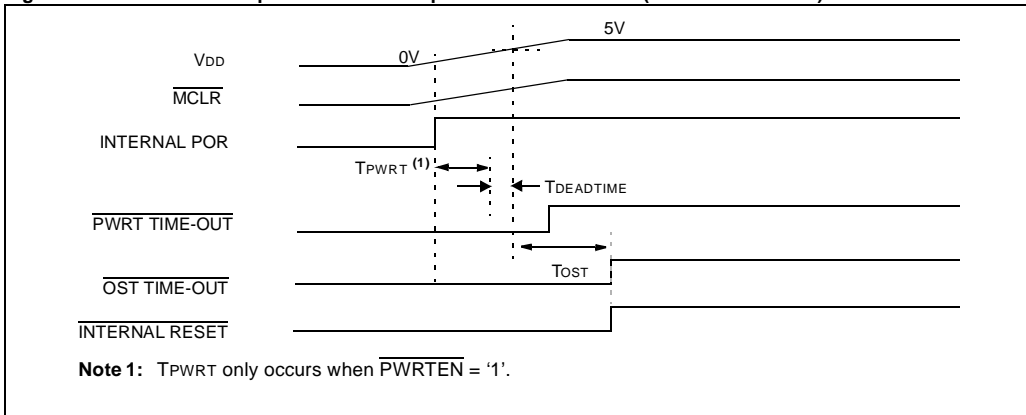 5V
VDD 0V
MCLR
INTERNAL POR
TPWRT (1)
TDEADTIME
PWRT TIME-OUT
TOST
OST TIME-OUT
INTERNAL RESET
Note 1: TPWRT only occurs when PWRTEN = ‘1’.